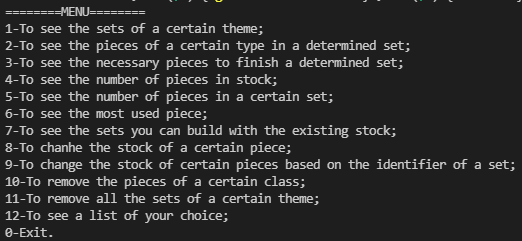 ========MENU========
1-To see the sets of a certain theme;
2-To see the pieces of a certain type in a determined set;
3-To see the necessary pieces to finish a determined set;
4-To see the number of pieces in stock;
5-To see the number of pieces in a certain set;
6-To see the most used piece;
7-To see the sets you can build with the existing stock;
8-To chanhe the stock of a certain piece;
9-To change the stock of certain pieces based on the identifier of a set;
10-To remove the pieces of a certain class;
11-To remove all the sets of a certain theme;
12-To see a list of your choice;
0-Exit.